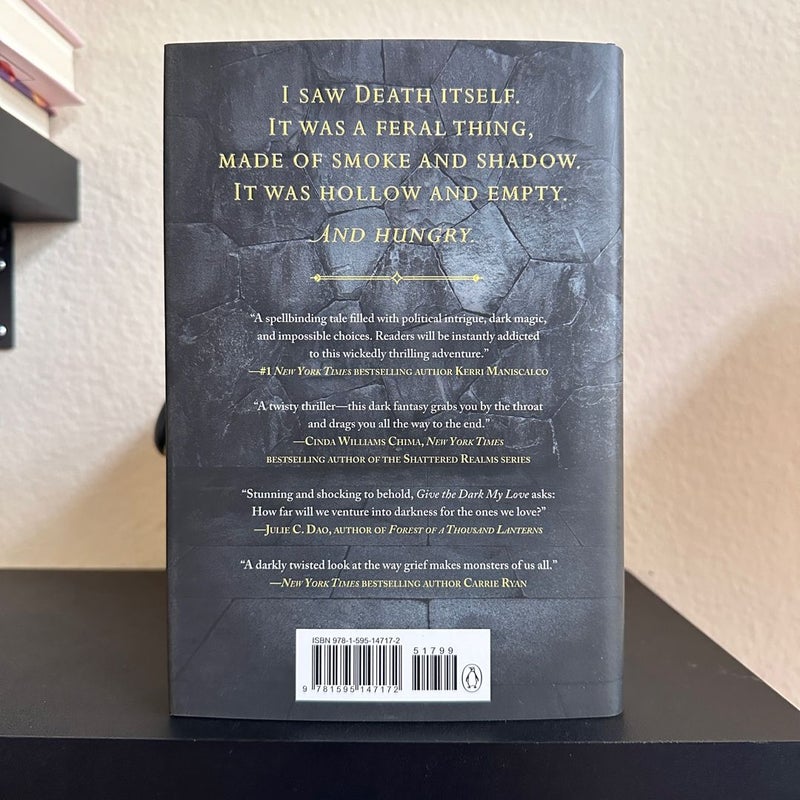 I SAW DEATH ITSELF.
IT WAS A FERAL THING,
MADE OF SMOKE AND SHADOW.
IT WAS HOLLOW AND EMPTY.
AND HUNGRY.
“A spellbinding tale filled with political intrigue, dark magic,
and impossible choices. Readers will be instantly addicted
to this wickedly thrilling adventure.”
—#1 NEW YORK TIMES BESTSELLING AUTHOR KERRI MANISCALCO
“A twisty thriller—this dark fantasy grabs you by the throat
and drags you all the way to the end.”
—CINDA WILLIAMS CHIMA, NEW YORK TIMES
BESTSELLING AUTHOR OF THE SHATTERED REALMS SERIES
“Stunning and shocking to behold, Give the Dark My Love asks:
How far will we venture into darkness for the ones we love?”
—JULIE C. DAO, AUTHOR OF FOREST OF A THOUSAND LANTERNS
“A darkly twisted look at the way grief makes monsters of us all.”
—NEW YORK TIMES BESTSELLING AUTHOR CARRIE RYAN
ISBN 978-1-595-14717-2
51799
9 781595 147172